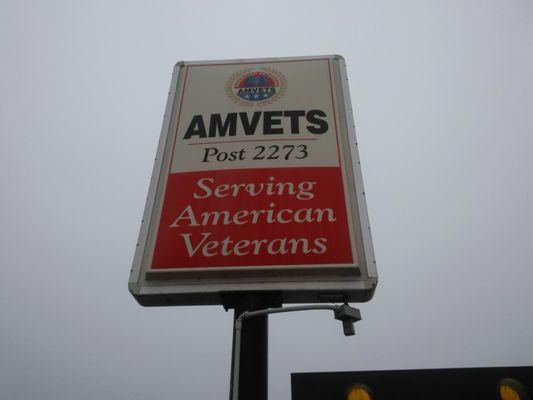 AMVETS
AMVETS
Post 2273
Serving
American
Veterans